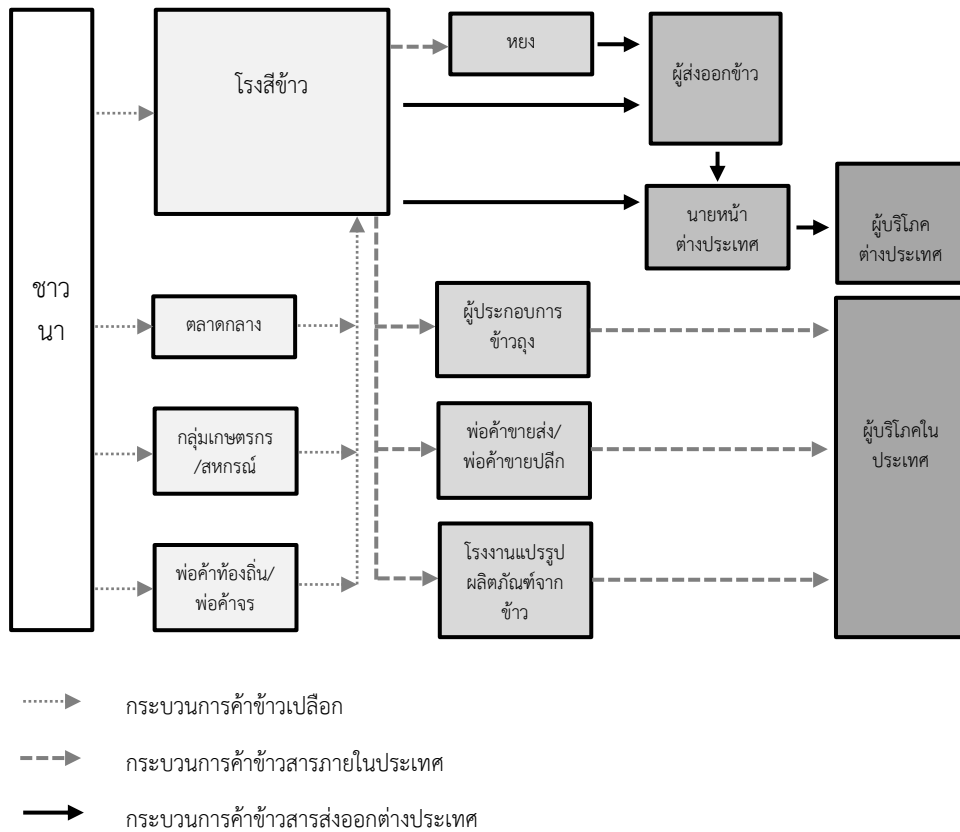 หยง
โรงสีข้าว
ผู้ส่งออกข้าว
นายหน้า
ต่างประเทศ
ผู้บริโภค
ต่างประเทศ
ชาว
นา
ตลาดกลาง
ผู้ประกอบการ
ข้าวถุง
กลุ่มเกษตรกร
/สหกรณ์
พ่อค้าขายส่ง/
พ่อค้าขายปลีก
ผู้บริโภคใน
ประเทศ
พ่อค้าท้องถิ่น/
พ่อค้าจร
โรงงานแปรรูป
ผลิตภัณฑ์จาก
ข้าว
กระบวนการค้าข้าวเปลือก
กระบวนการค้าข้าวสารภายในประเทศ
กระบวนการค้าข้าวสารส่งออกต่างประเทศ